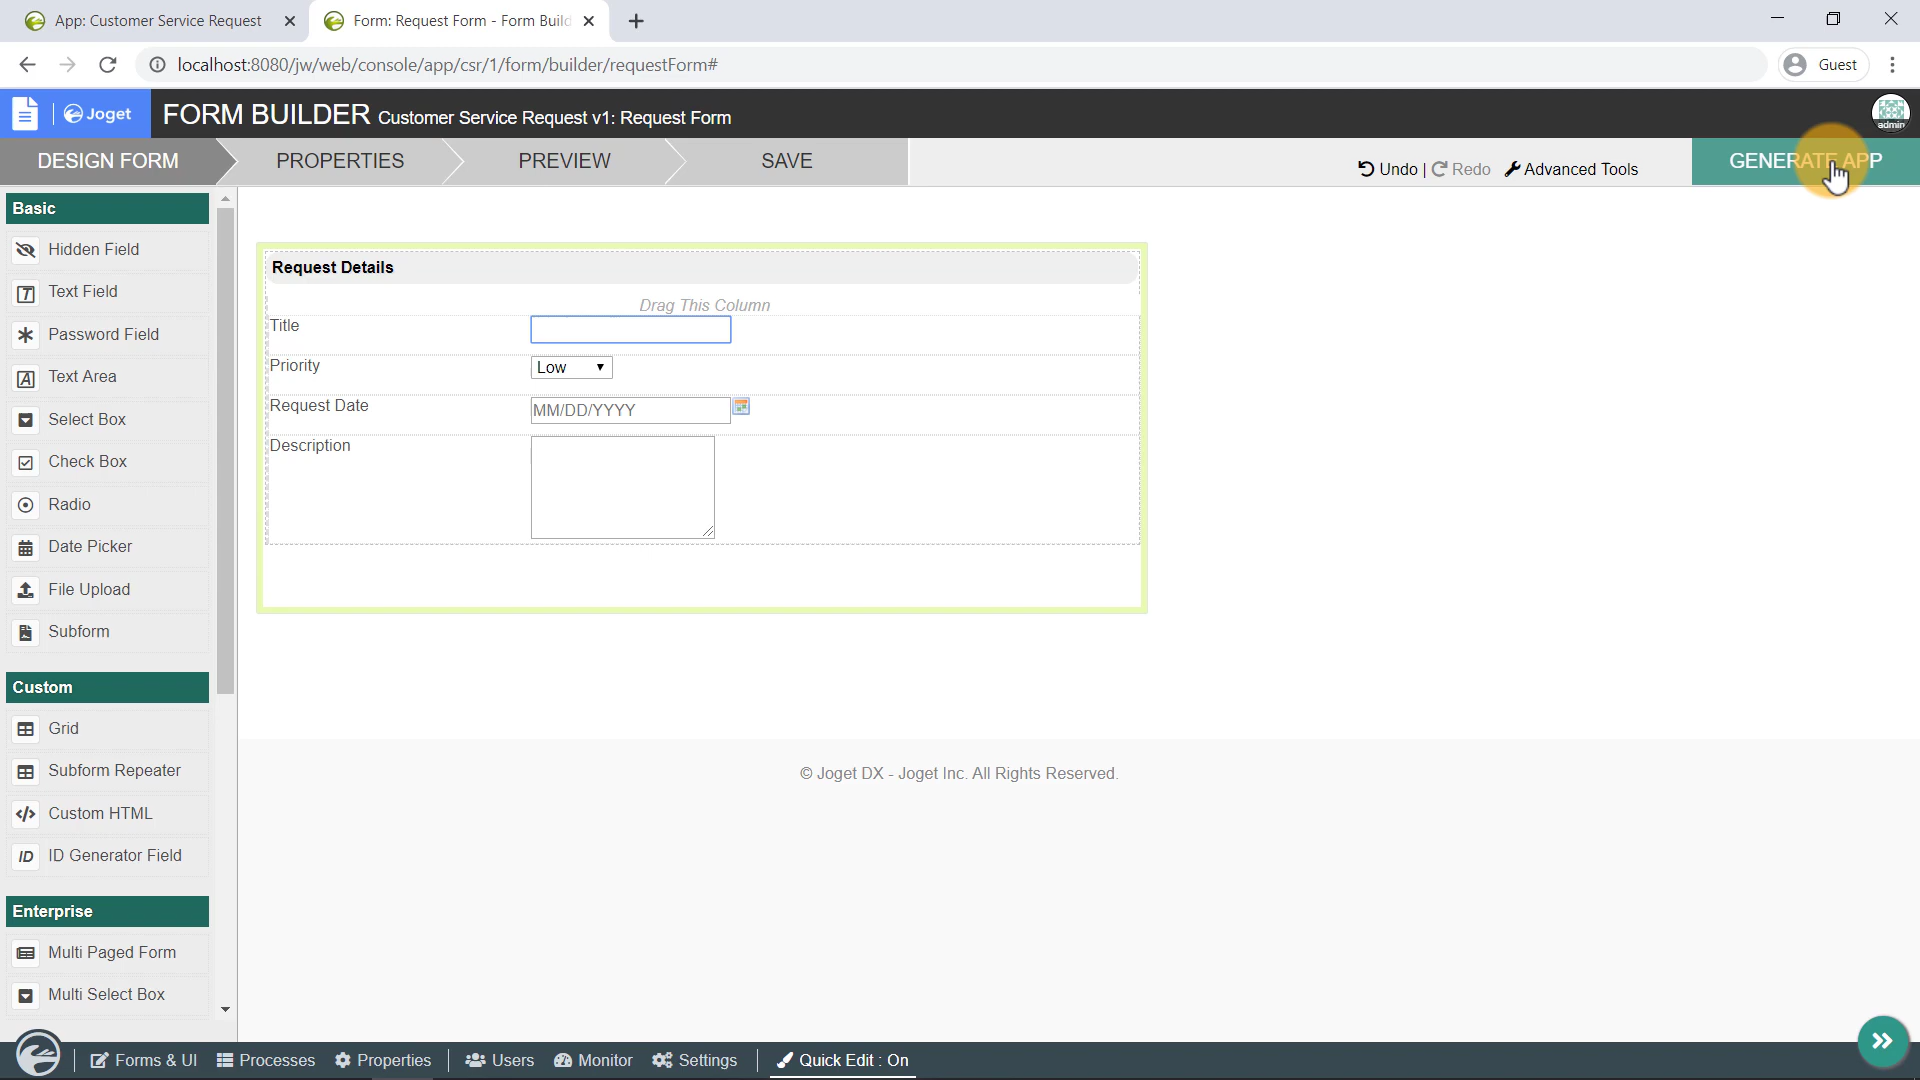 App: Customer Service Request
Form: Request Form - Form Build
localhost:8080/jw/web/console/app/csr/1/form/builder/requestForm#
Guest
Joget
FORM BUILDER Customer Service Request v1: Request Form
admin
DESIGN FORM
PROPERTIES
PREVIEW
SAVE
Undo | Redo
Advanced Tools
GENERATE APP
Basic
Hidden Field
Text Field
Password Field
Text Area
Select Box
Check Box
Radio
Date Picker
File Upload
Subform
Custom
Grid
Subform Repeater
Custom HTML
ID Generator Field
Enterprise
Multi Paged Form
Multi Select Box
Request Details
Drag This Column
Title
Priority
Low
Request Date
MM/DD/YYYY
Description
© Joget DX - Joget Inc. All Rights Reserved.
Forms & UI
Processes
Properties
Users
Monitor
Settings
Quick Edit : On